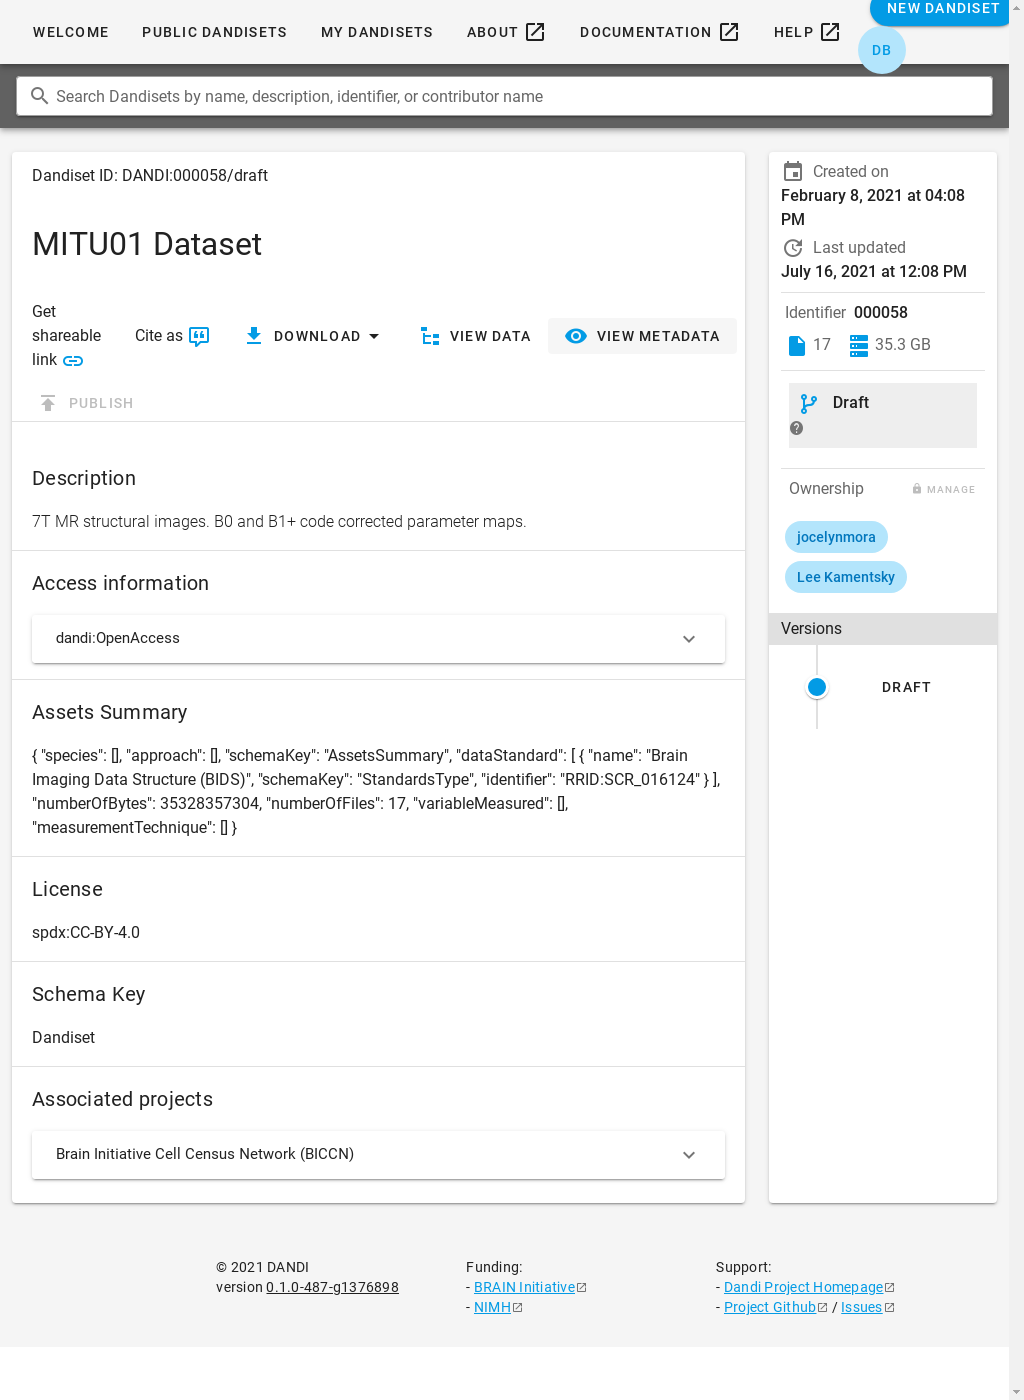 WELCOME
PUBLIC DANDISETS
MY DANDISETS
ABOUT
DOCUMENTATION
HELP
NEW DANDISET
DB
Search Dandisets by name, description, identifier, or contributor name
Dandiset ID: DANDI:000058/draft
MITU01 Dataset
Get
shareable
link
Cite as
DOWNLOAD
VIEW DATA
VIEW METADATA
PUBLISH
Description
7T MR structural images. B0 and B1+ code corrected parameter maps.
Access information
dandi:OpenAccess
Assets Summary
{ "species": [], "approach": [], "schemaKey": "AssetsSummary", "dataStandard": [ { "name": "Brain
Imaging Data Structure (BIDS)", "schemaKey": "StandardsType", "identifier": "RRID:SCR_016124" } ],
"numberOfBytes": 35328357304, "numberOfFiles": 17, "variableMeasured": [],
"measurementTechnique": [] }
License
spdx:CC-BY-4.0
Schema Key
Dandiset
Associated projects
Brain Initiative Cell Census Network (BICCN)
Created on
February 8, 2021 at 04:08
PM
Last updated
July 16, 2021 at 12:08 PM
Identifier 000058
17 35.3 GB
Draft
Ownership
MANAGE
jocelynmora
Lee Kamentsky
Versions
DRAFT
© 2021 DANDI
version 0.1.0-487-g1376898
Funding:
- BRAIN Initiative
- NIMH
Support:
- Dandi Project Homepage
- Project Github / Issues